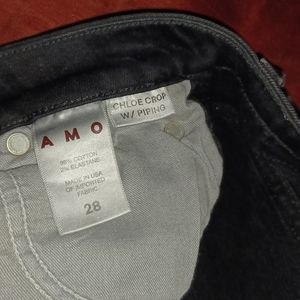 AMO
CHLOE CROP
W/ PIPING
98% COTTON
2% ELASTANE
MADE IN USA
OF IMPORTED
FABRIC
28